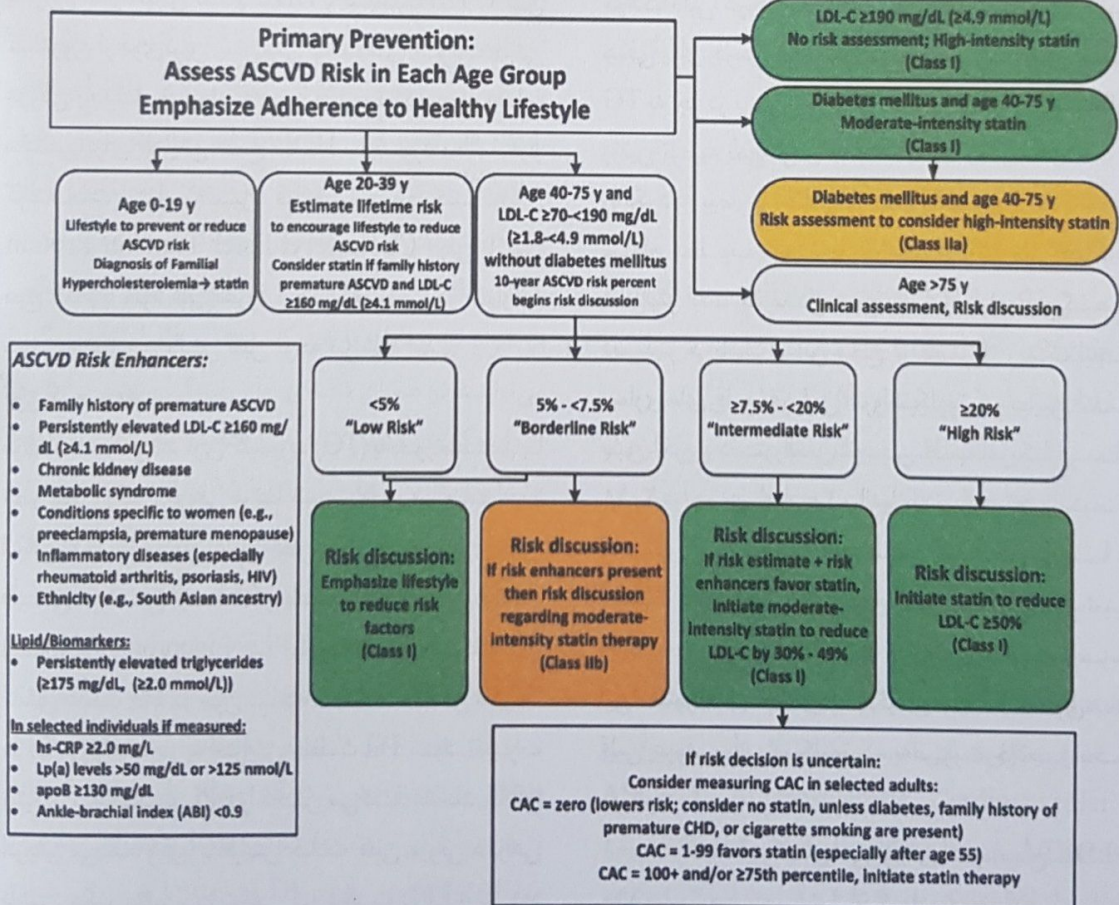 Primary Prevention:
Assess ASCVD Risk in Each Age Group
Emphasize Adherence to Healthy Lifestyle
LDL-C ≥190 mg/dL (≥4.9 mmol/L)
No risk assessment; High-intensity statin
(Class I)
Diabetes mellitus and age 40-75 y
Moderate-intensity statin
(Class I)
Diabetes mellitus and age 40-75 y
Risk assessment to consider high-intensity statin
(Class IIa)
Age >75 y
Clinical assessment, Risk discussion
Age 0-19 y
Lifestyle to prevent or reduce
ASCVD risk
Diagnosis of Familial
Hypercholesterolemia→ statin
Age 20-39 y
Estimate lifetime risk
to encourage lifestyle to reduce
ASCVD risk
Consider statin if family history
premature ASCVD and LDL-C
≥160 mg/dL (≥4.1 mmol/L)
Age 40-75 y and
LDL-C ≥70-<190 mg/dL
(≥1.8-<4.9 mmol/L)
without diabetes mellitus
10-year ASCVD risk percent
begins risk discussion
ASCVD Risk Enhancers:
• Family history of premature ASCVD
• Persistently elevated LDL-C ≥160 mg/
dL (≥4.1 mmol/L)
• Chronic kidney disease
• Metabolic syndrome
• Conditions specific to women (e.g.,
preeclampsia, premature menopause)
• Inflammatory diseases (especially
rheumatoid arthritis, psoriasis, HIV)
• Ethnicity (e.g., South Asian ancestry)
Lipid/Biomarkers:
• Persistently elevated triglycerides
(≥175 mg/dL, (≥2.0 mmol/L))
In selected individuals if measured:
• hs-CRP ≥2.0 mg/L
• Lp(a) levels >50 mg/dL or >125 nmol/L
• apoB ≥130 mg/dL
• Ankle-brachial index (ABI) <0.9
<5%
"Low Risk"
5% - <7.5%
"Borderline Risk"
≥7.5% - <20%
"Intermediate Risk"
≥20%
"High Risk"
Risk discussion:
Emphasize lifestyle
to reduce risk
factors
(Class I)
Risk discussion:
If risk enhancers present
then risk discussion
regarding moderate-
intensity statin therapy
(Class IIb)
Risk discussion:
If risk estimate + risk
enhancers favor statin,
initiate moderate-
intensity statin to reduce
LDL-C by 30% - 49%
(Class I)
Risk discussion:
Initiate statin to reduce
LDL-C ≥50%
(Class I)
If risk decision is uncertain:
Consider measuring CAC in selected adults:
CAC = zero (lowers risk; consider no statin, unless diabetes, family history of
premature CHD, or cigarette smoking are present)
CAC = 1-99 favors statin (especially after age 55)
CAC = 100+ and/or ≥75th percentile, initiate statin therapy